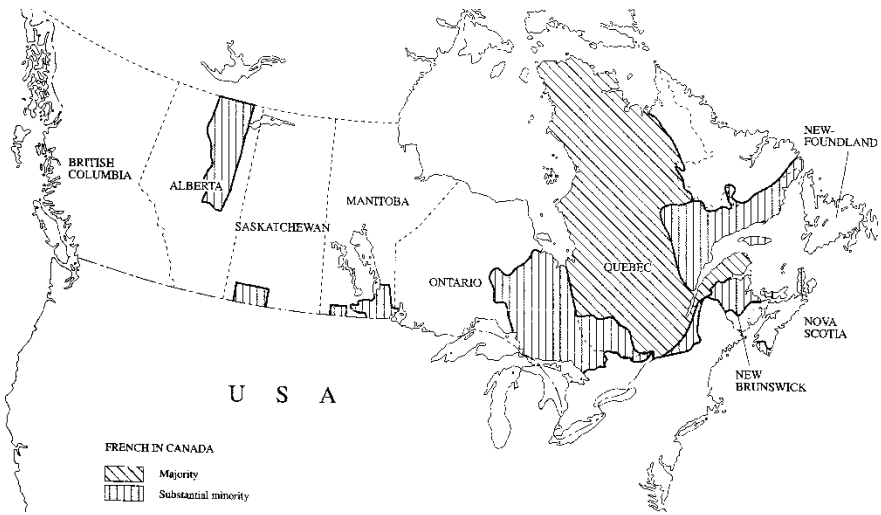 NEW-
FOUNDLAND
BRITISH
COLUMBIA
ALBERTA
MANITOBA
SASKATCHEWAN
ONTARIO
QUEBEC
NOVA
SCOTIA
NEW
BRUNSWICK
U S A
FRENCH IN CANADA
Majority
Substantial minority